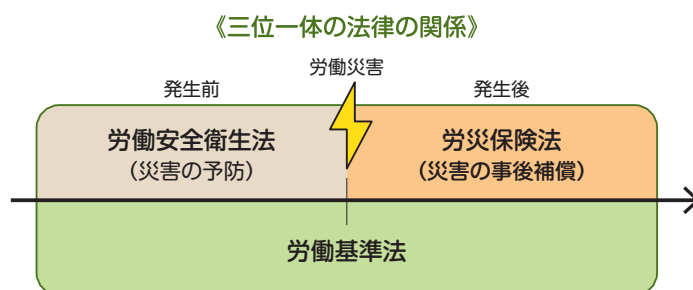 《三位一体の法律の関係》
労働災害
発生前
発生後
労働安全衛生法
（災害の予防）
労災保険法
（災害の事後補償）
労働基準法